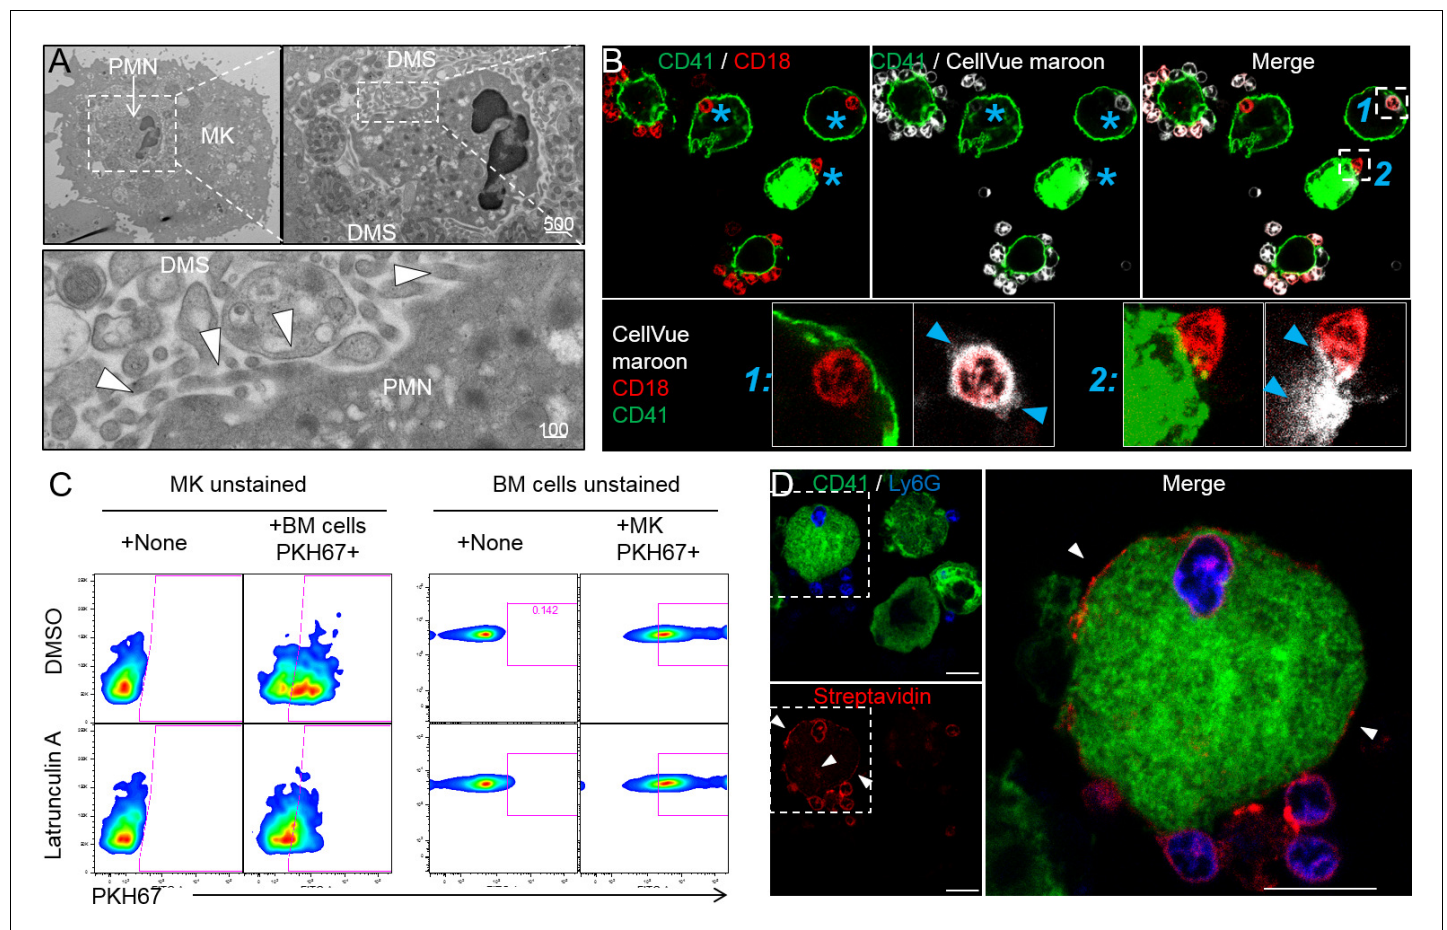 A
PMN
MK
DMS
DMS
500
DMS
PMN
100
B
CD41 / CD18
CD41 / CellVue maroon
Merge
*
*
*
*
*
*
1
2
CellVue
maroon
CD18
CD41
1:
2:
C
MK unstained
BM cells unstained
+None
+BM cells
PKH67+
+None
+MK
PKH67+
DMSO
0.142
Latrunculin A
PKH67
D
CD41 / Ly6G
Merge
Streptavidin